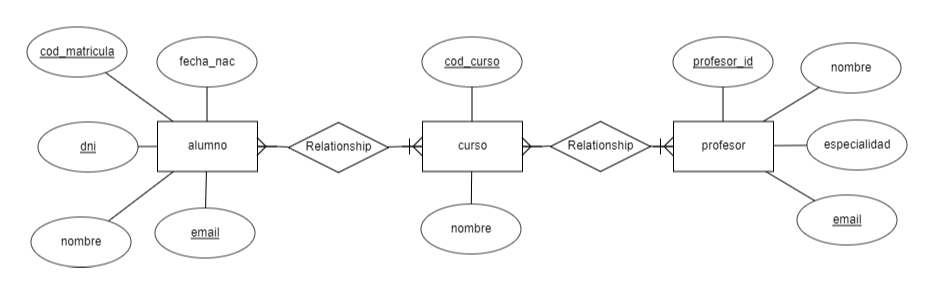 cod_matricula
fecha_nac
cod_curso
profesor_id
nombre
dni
alumno
Relationship
curso
Relationship
profesor
especialidad
nombre
email
nombre
email